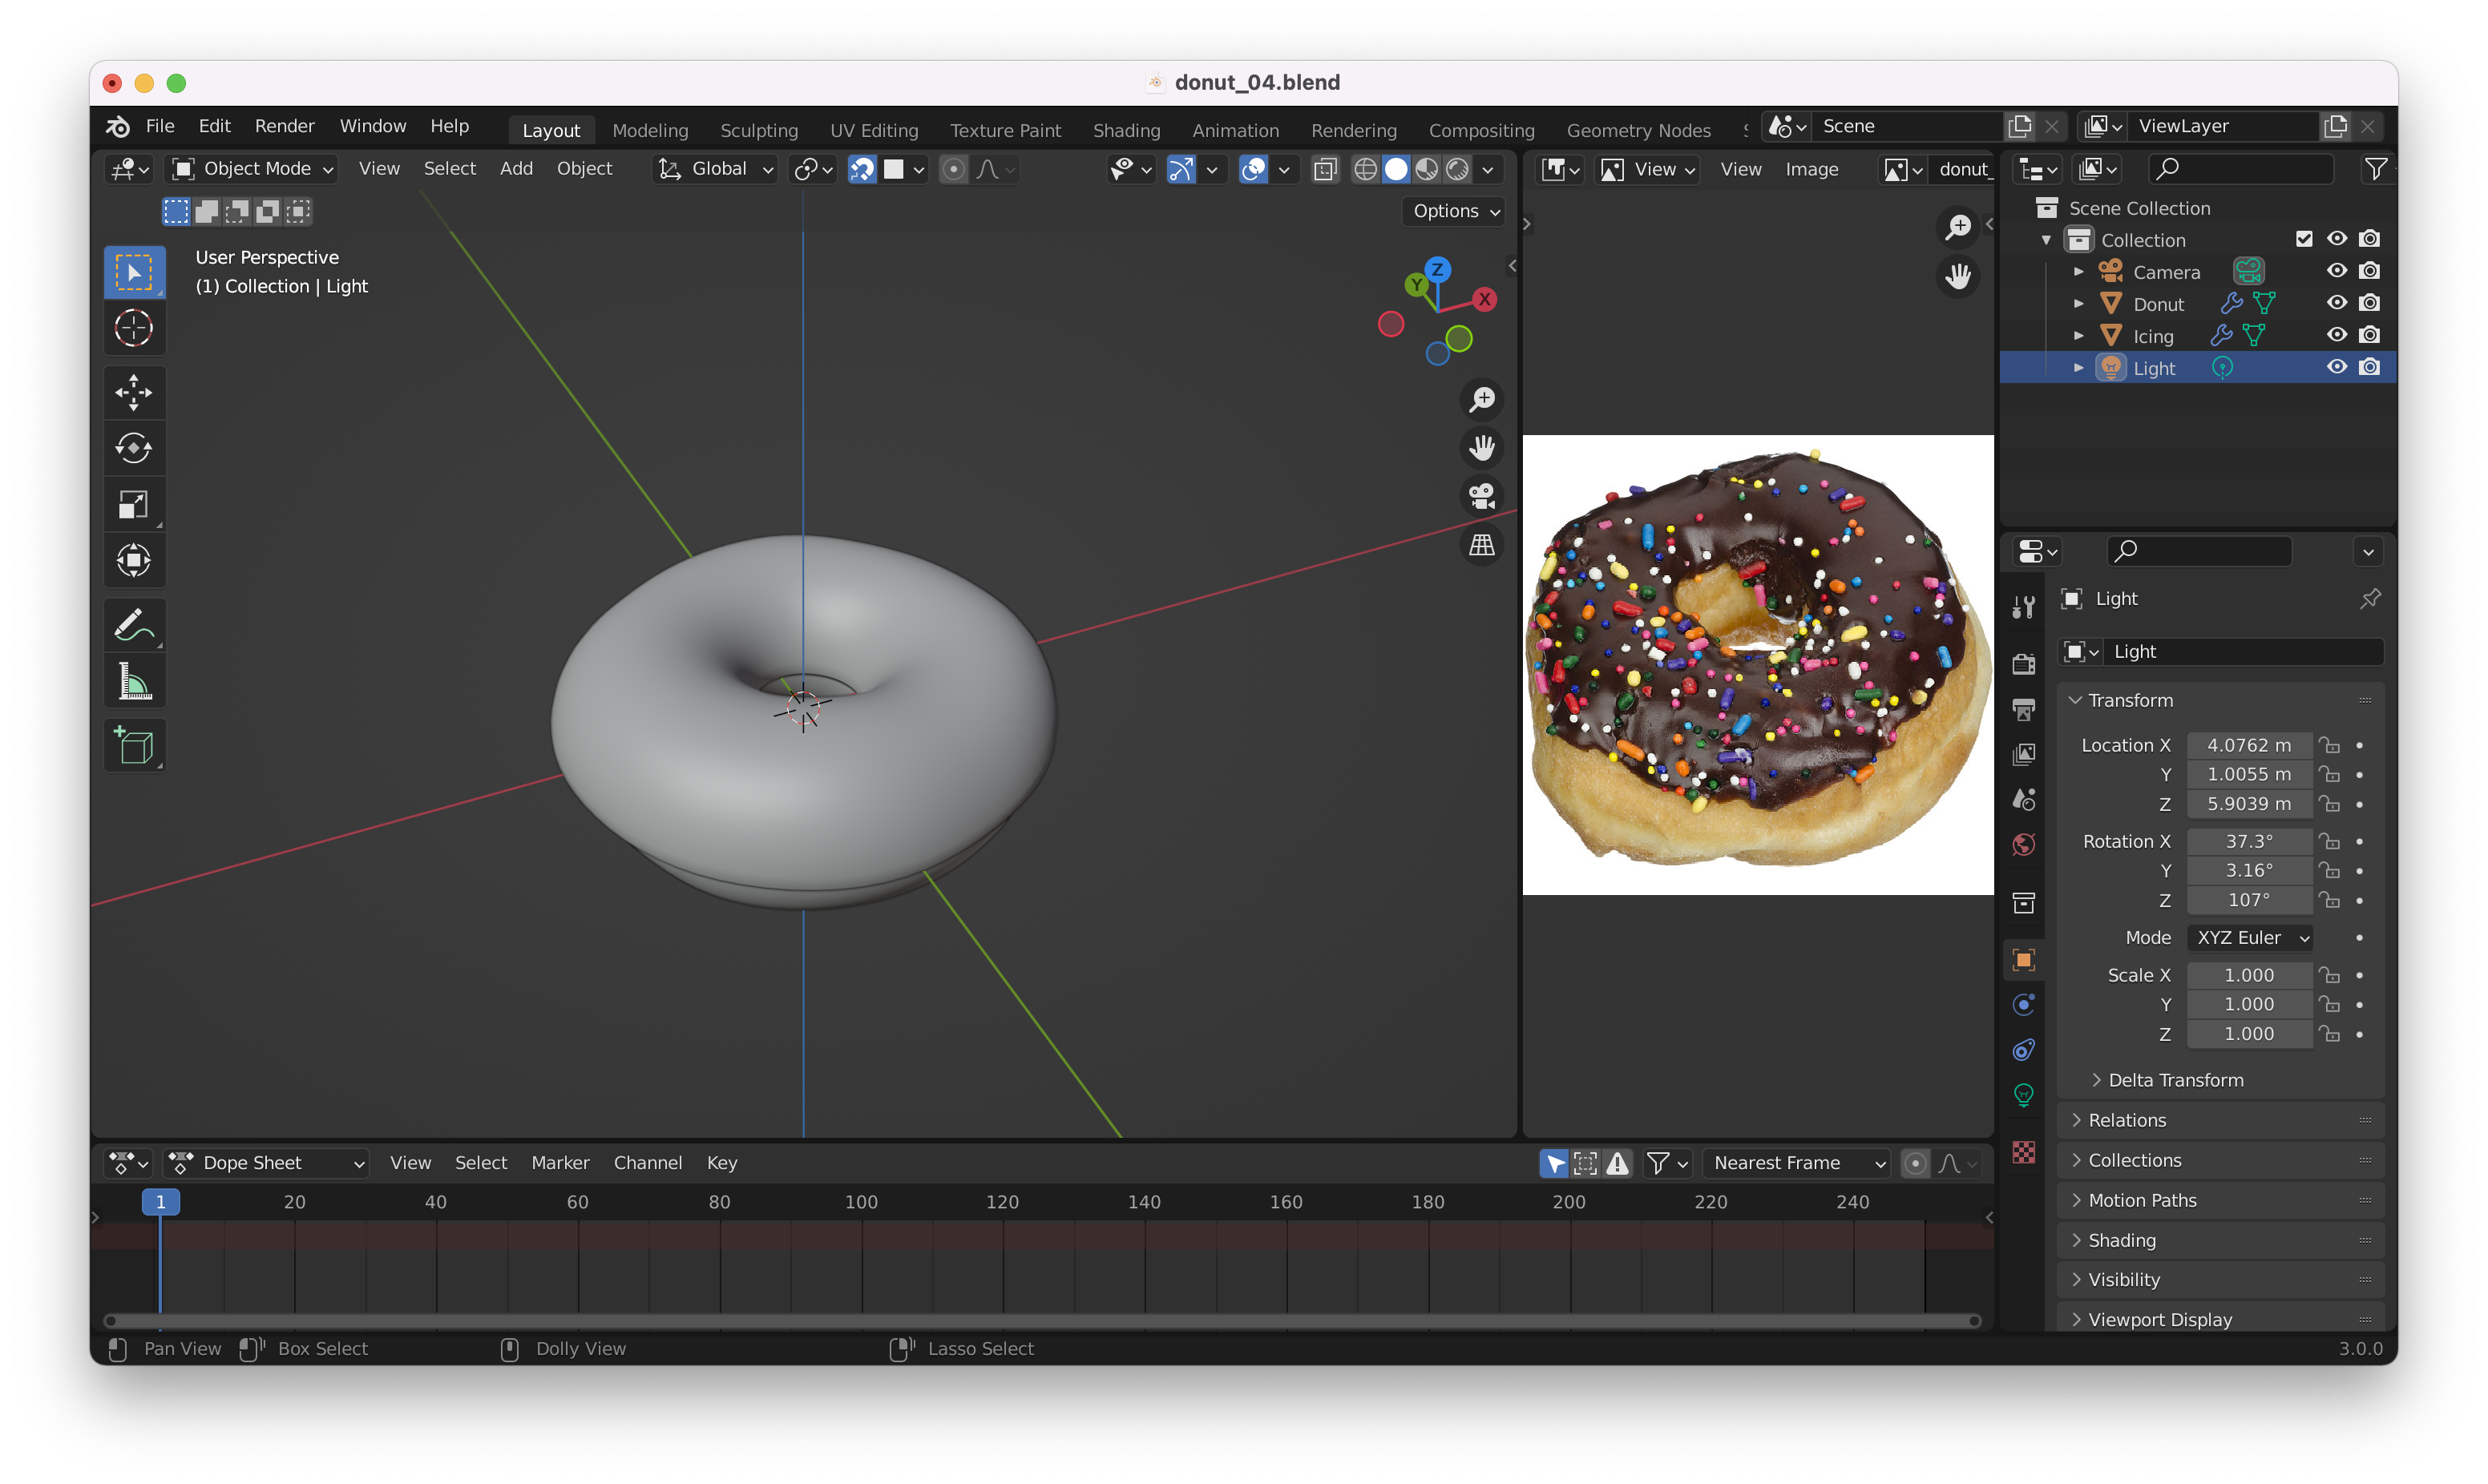 donut_04.blend
File Edit Render Window Help Layout Modeling Sculpting UV Editing Texture Paint Shading Animation Rendering Compositing Geometry Nodes Scene ViewLayer
Object Mode View Select Add Object Global View View Image donut_
Options
User Perspective
(1) Collection | Light
Z
Y
X
Scene Collection
Collection
Camera
Donut
Icing
Light
Light
Light
Transform
Location X 4.0762 m
Y 1.0055 m
Z 5.9039 m
Rotation X 37.3°
Y 3.16°
Z 107°
Mode XYZ Euler
Scale X 1.000
Y 1.000
Z 1.000
Delta Transform
Relations
Collections
Motion Paths
Shading
Visibility
Viewport Display
Dope Sheet View Select Marker Channel Key Nearest Frame
1 20 40 60 80 100 120 140 160 180 200 220 240
Pan View Box Select Dolly View Lasso Select 3.0.0